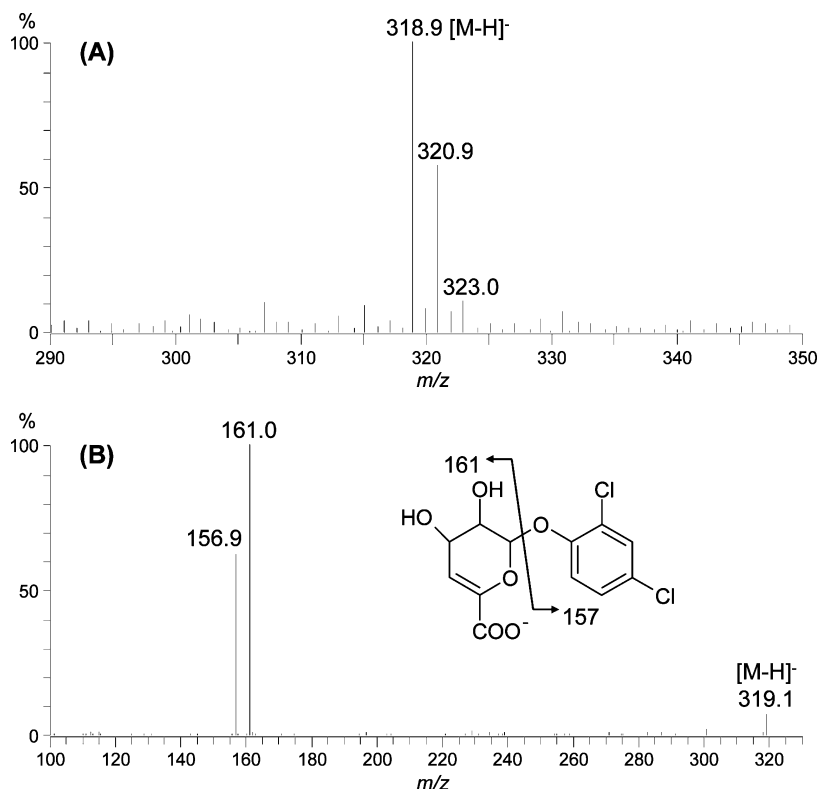 %
(A)
318.9 [M-H]-
100
320.9
50
323.0
0
290 300 310 320 330 340 350
m/z
%
161.0
100
(B)
161
OH
Cl
HO
O
156.9
O
Cl
50
COO-
157
[M-H]-
319.1
0
100 120 140 160 180 200 220 240 260 280 300 320
m/z